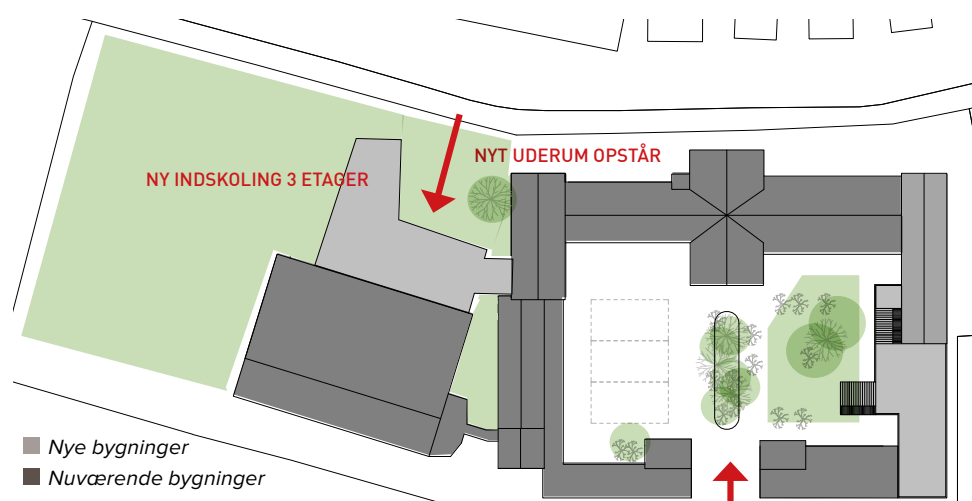 NYT UDERUM OPSTÅR
NY INDSKOLING 3 ETAGER
Nye bygninger
Nuværende bygninger